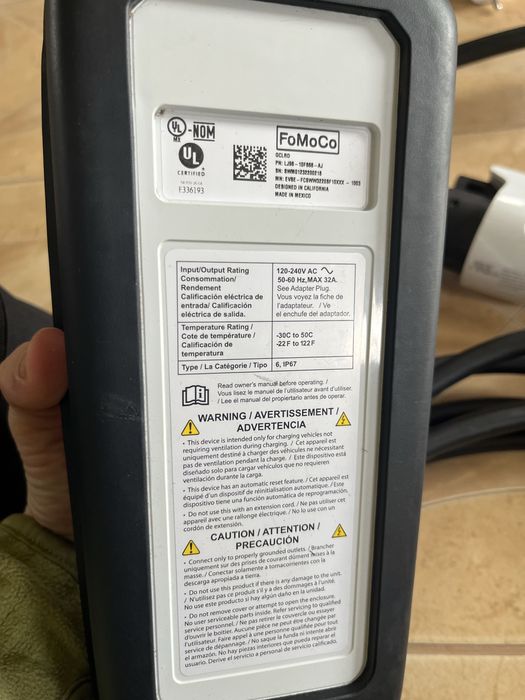 UL
MX
-NOM
UL
CERTIFIED
E336193
FoMoCo
GCLRD
MADE IN MEXICO
DESIGNED IN CALIFORNIA
Input/Output Rating
Consommation/
Rendement
Calificación eléctrica de
entrada/ Calificación
eléctrica de salida.
120-240V AC
50-60 Hz, MAX 32A.
See Adapter Plug.
Vous voyez la fiche de
l'adaptateur. / Ve
el enchufe del adaptador.
Temperature Rating /
Cote de température /
Calificación de
temperatura
-30C to 50C
-22 F to 122 F
Type / La Catégorie / Tipo
6, IP67
Read owner's manual before operating. /
Vous lisez le manuel de l'utilisateur avant d'utiliser.
/ Lee el manual del propietario antes de operar.
WARNING / AVERTISSEMENT /
ADVERTENCIA
• This device is intended only for charging vehicles not
requiring ventilation during charging. / Cet appareil est
uniquement destiné à charger des véhicules ne nécessitant
pas de ventilation pendant la charge. / Este dispositivo está
diseñado solo para cargar vehículos que no requieren
ventilación durante la carga.
• This device has an automatic reset feature. / Cet appareil est
équipé d'un dispositif de réinitialisation automatique. / Este
dispositivo tiene una función automática de reprogramación.
• Do not use this with an extension cord. / Ne pas utiliser cet
appareil avec une rallonge électrique. / No lo use con un
cordón de extensión.
CAUTION / ATTENTION /
PRECAUCIÓN
• Connect only to properly grounded outlets. / Brancher
uniquement sur des prises de courant dûment mises à la
masse. / Conectar solamente a tomacorrientes con la
descarga apropiada a tierra.
• Do not use this product if there is any damage to the unit.
/ N'utilisez pas ce produit s'il y a des dommages à l'unité.
No use este producto si hay algún daño en la unidad.
• Do not remove cover or attempt to open the enclosure.
No user serviceable parts inside. Refer servicing to qualified
service personnel. / Ne pas retirer le couvercle ou essayer
d'ouvrir le boitier. Aucune pièce ne peut être changée par
l'utilisateur. Faire appel à une personne qualifiée pour tout
service de dépannage. / No saque la funda ni intente abrir
el armazón. No hay piezas interiores que pueda reparar el
usuario. Derive el servicio a personal de servicio calificado.